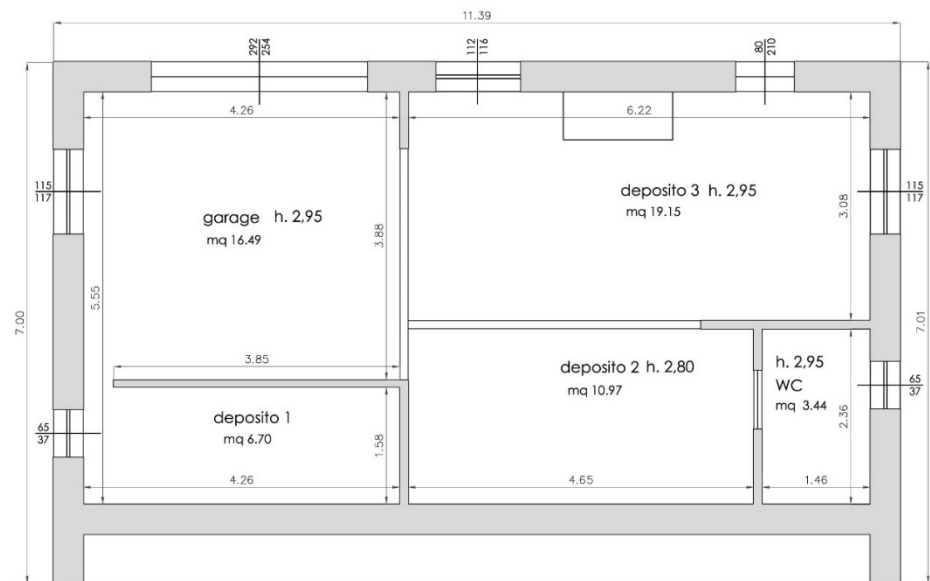 11.39
292
254
112
116
80
210
4.26
6.22
115
117
115
117
deposito 3 h. 2,95
mq 19.15
garage h. 2,95
mq 16.49
3.08
3.88
5.55
7.00
7.01
3.85
deposito 2 h. 2,80
mq 10.97
h. 2,95
WC
mq 3.44
65
37
2.36
deposito 1
mq 6.70
65
37
1.58
4.26
4.65
1.46